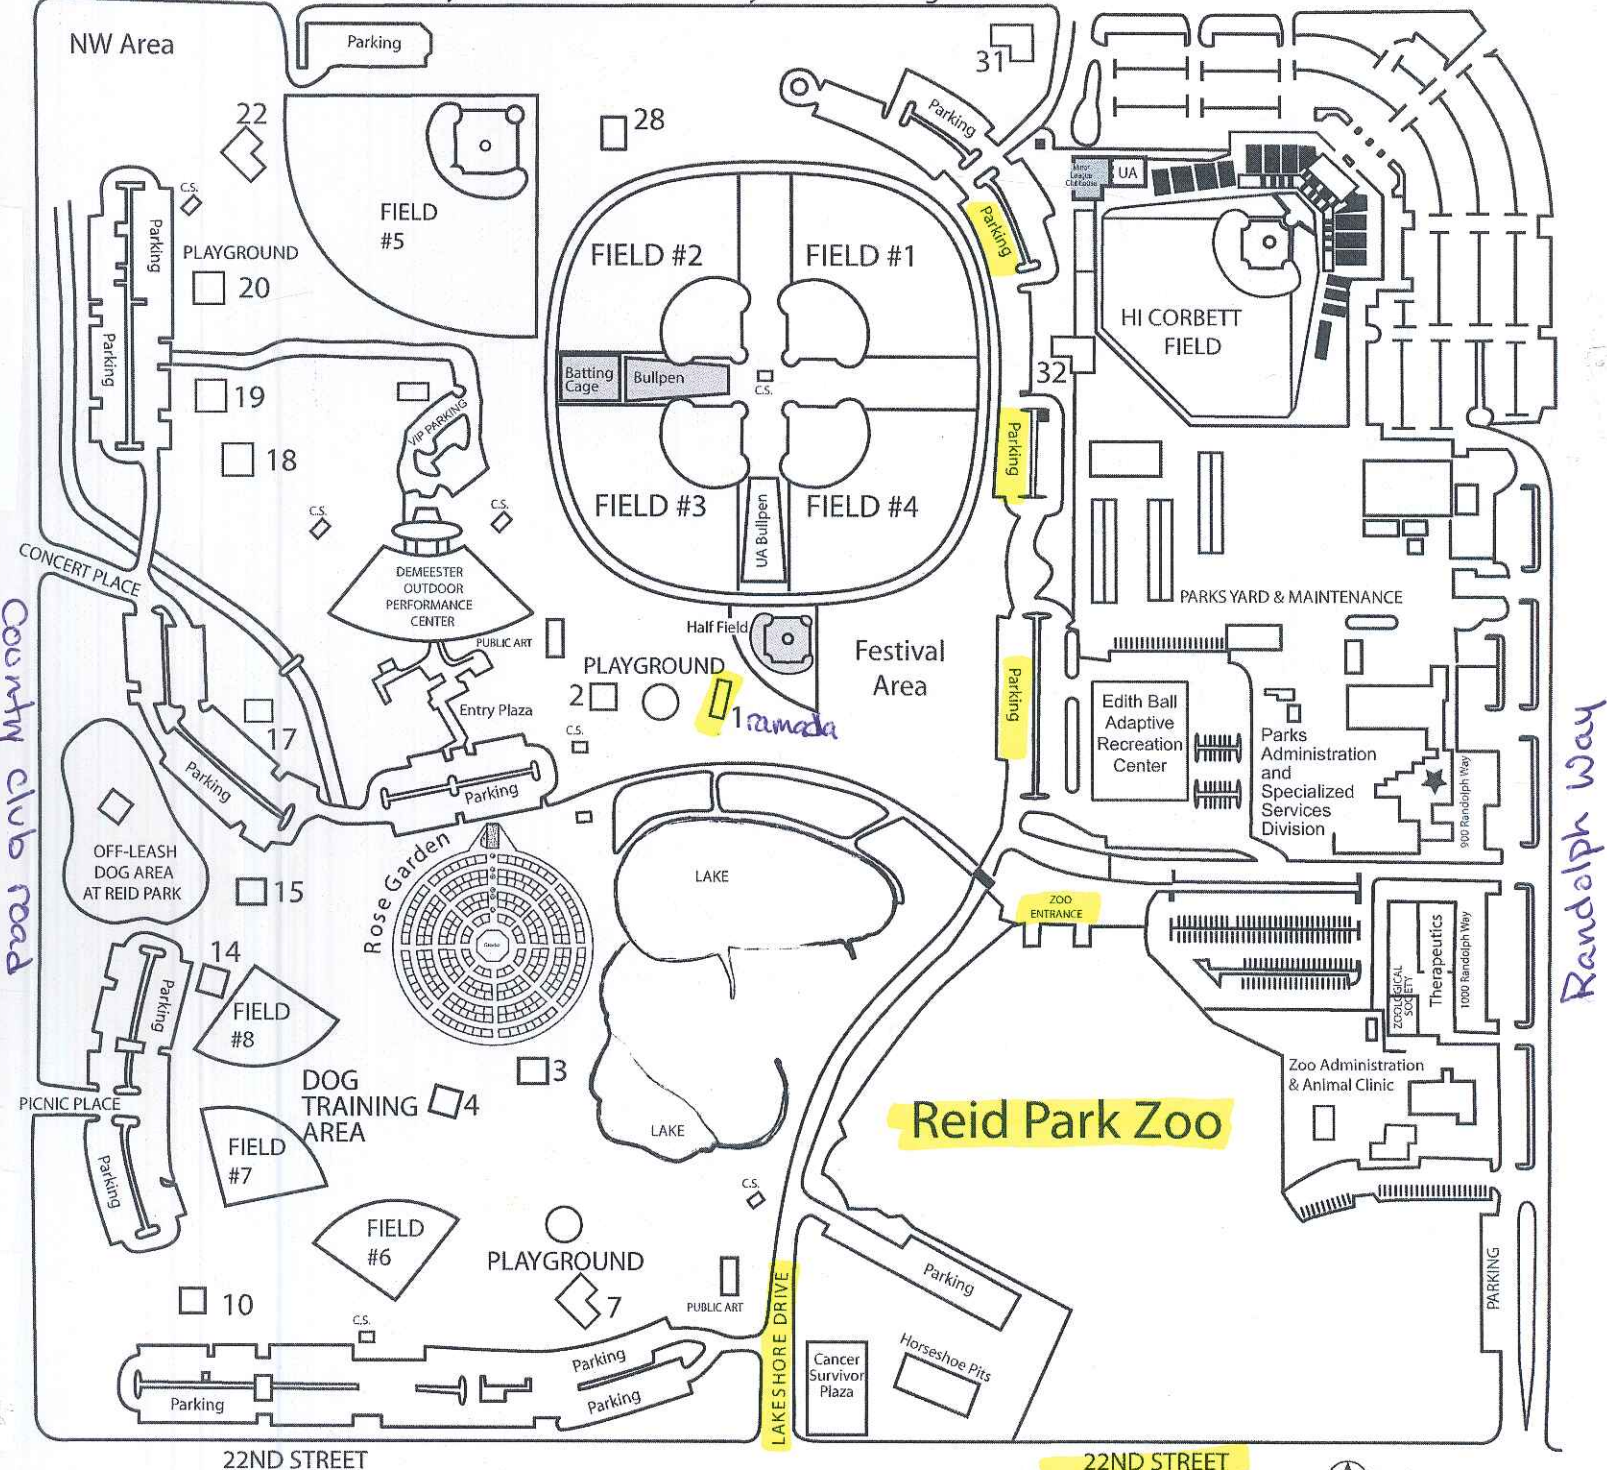 NW Area
Parking
31
22
28
Parking
C.S.
UA
FIELD
#5
Parking
Parking
PLAYGROUND
20
FIELD #2
FIELD #1
HI CORBETT
FIELD
Parking
Batting
Cage
Bullpen
C.S.
32
19
VIP PARKING
18
Parking
C.S.
C.S.
FIELD #3
UA Bullpen
FIELD #4
CONCERT PLACE
DEMEESTER
OUTDOOR
PERFORMANCE
CENTER
PARKS YARD & MAINTENANCE
PUBLIC ART
Half Field
Festival
Area
PLAYGROUND
2
1 ramada
Parking
Country Club road
Entry Plaza
C.S.
17
Edith Ball
Adaptive
Recreation
Center
Parks
Administration
and
Specialized
Services
Division
900 Randolph Way
Randolph Way
Parking
Parking
OFF-LEASH
DOG AREA
AT REID PARK
15
Rose Garden
LAKE
ZOO
ENTRANCE
14
Parking
FIELD
#8
ZOOLOGICAL
SOCIETY
Therapeutics
1000 Randolph Way
3
Zoo Administration
& Animal Clinic
DOG
TRAINING
AREA
4
PICNIC PLACE
LAKE
Reid Park Zoo
FIELD
#7
Parking
C.S.
FIELD
#6
PLAYGROUND
7
Parking
PARKING
10
PUBLIC ART
LAKESHORE DRIVE
C.S.
Parking
Parking
Parking
Cancer
Survivor
Plaza
Horseshoe Pits
22ND STREET
22ND STREET